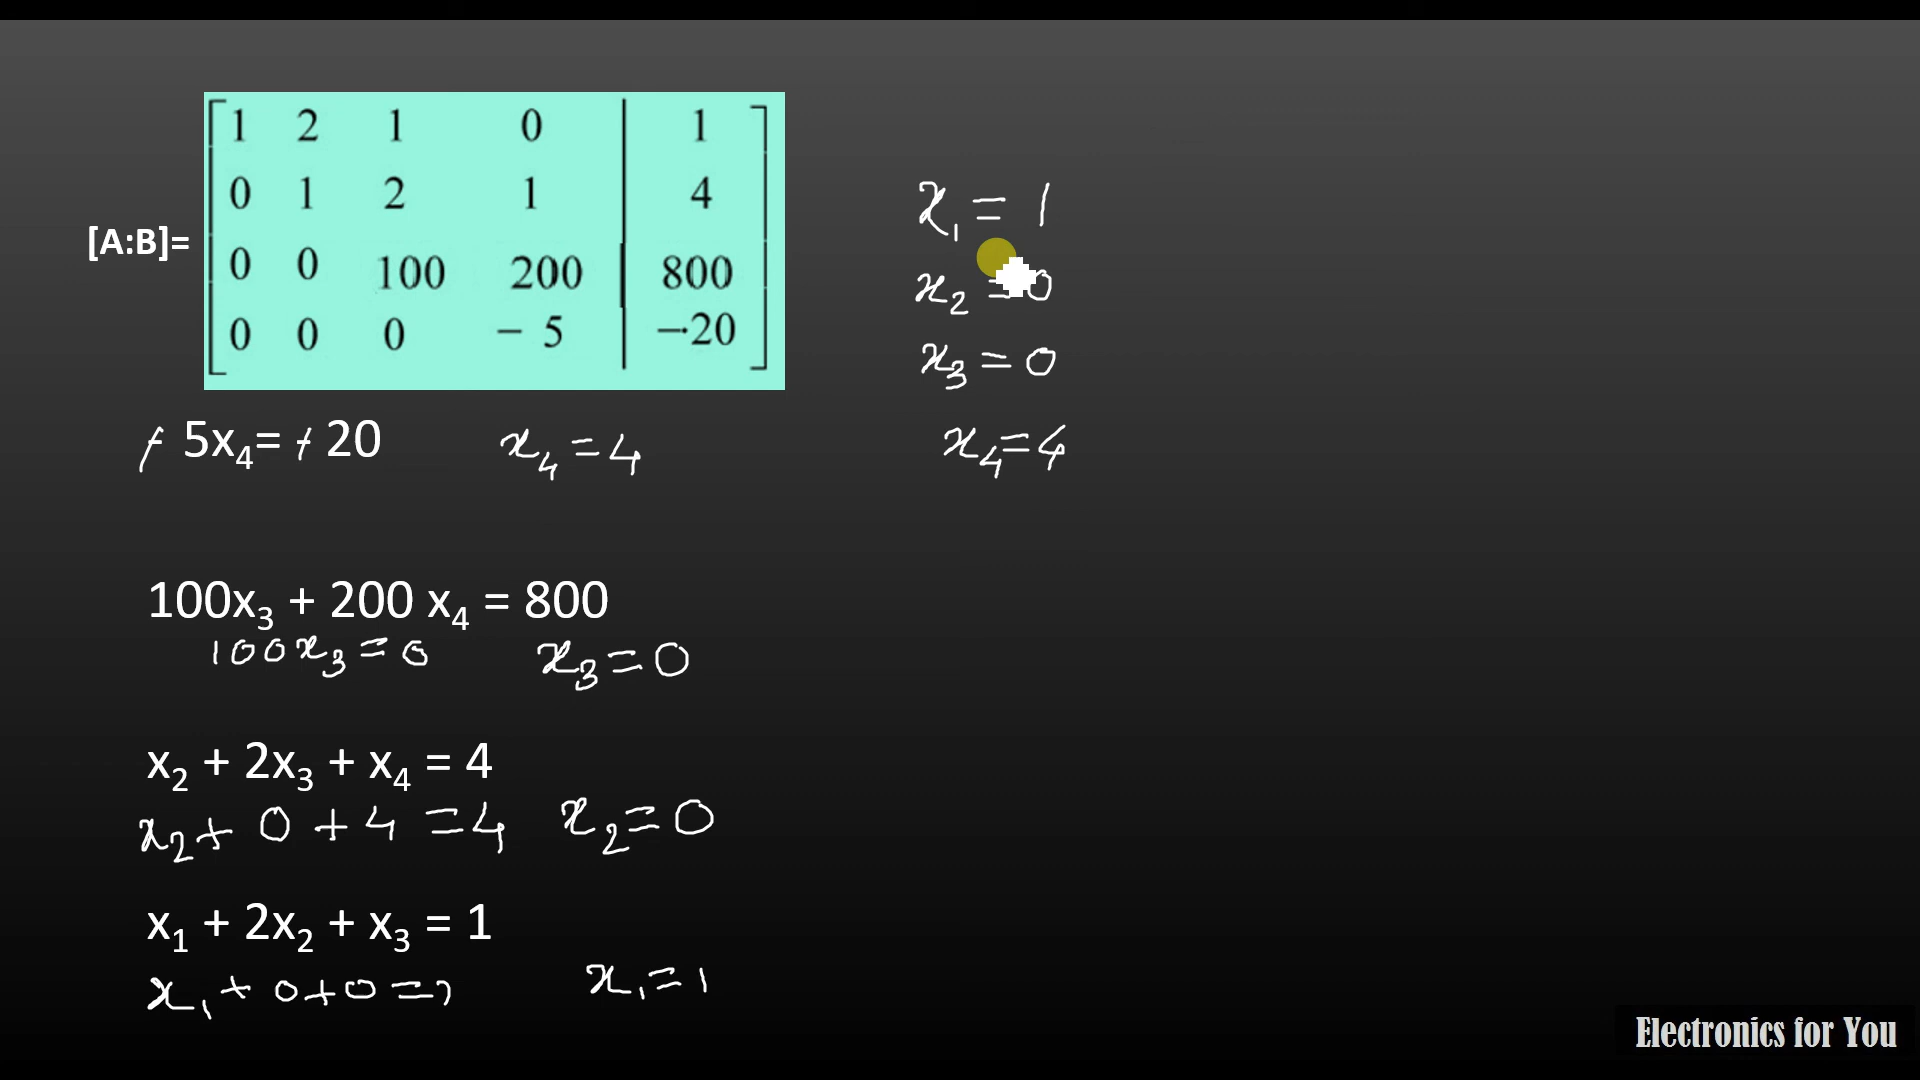 [A:B]=
1 2 1 0 | 1
0 1 2 1 | 4
0 0 100 200 | 800
0 0 0 - 5 | -20
x₁ = 1
x₂ = 0
x₃ = 0
x₄ = 4
- 5x₄= - 20 x₄ = 4
100x₃ + 200 x₄ = 800
100x₃ = 0 x₃ = 0
x₂ + 2x₃ + x₄ = 4
x₂ + 0 + 4 = 4 x₂ = 0
x₁ + 2x₂ + x₃ = 1
x₁ + 0 + 0 = 1 x₁ = 1
Electronics for You